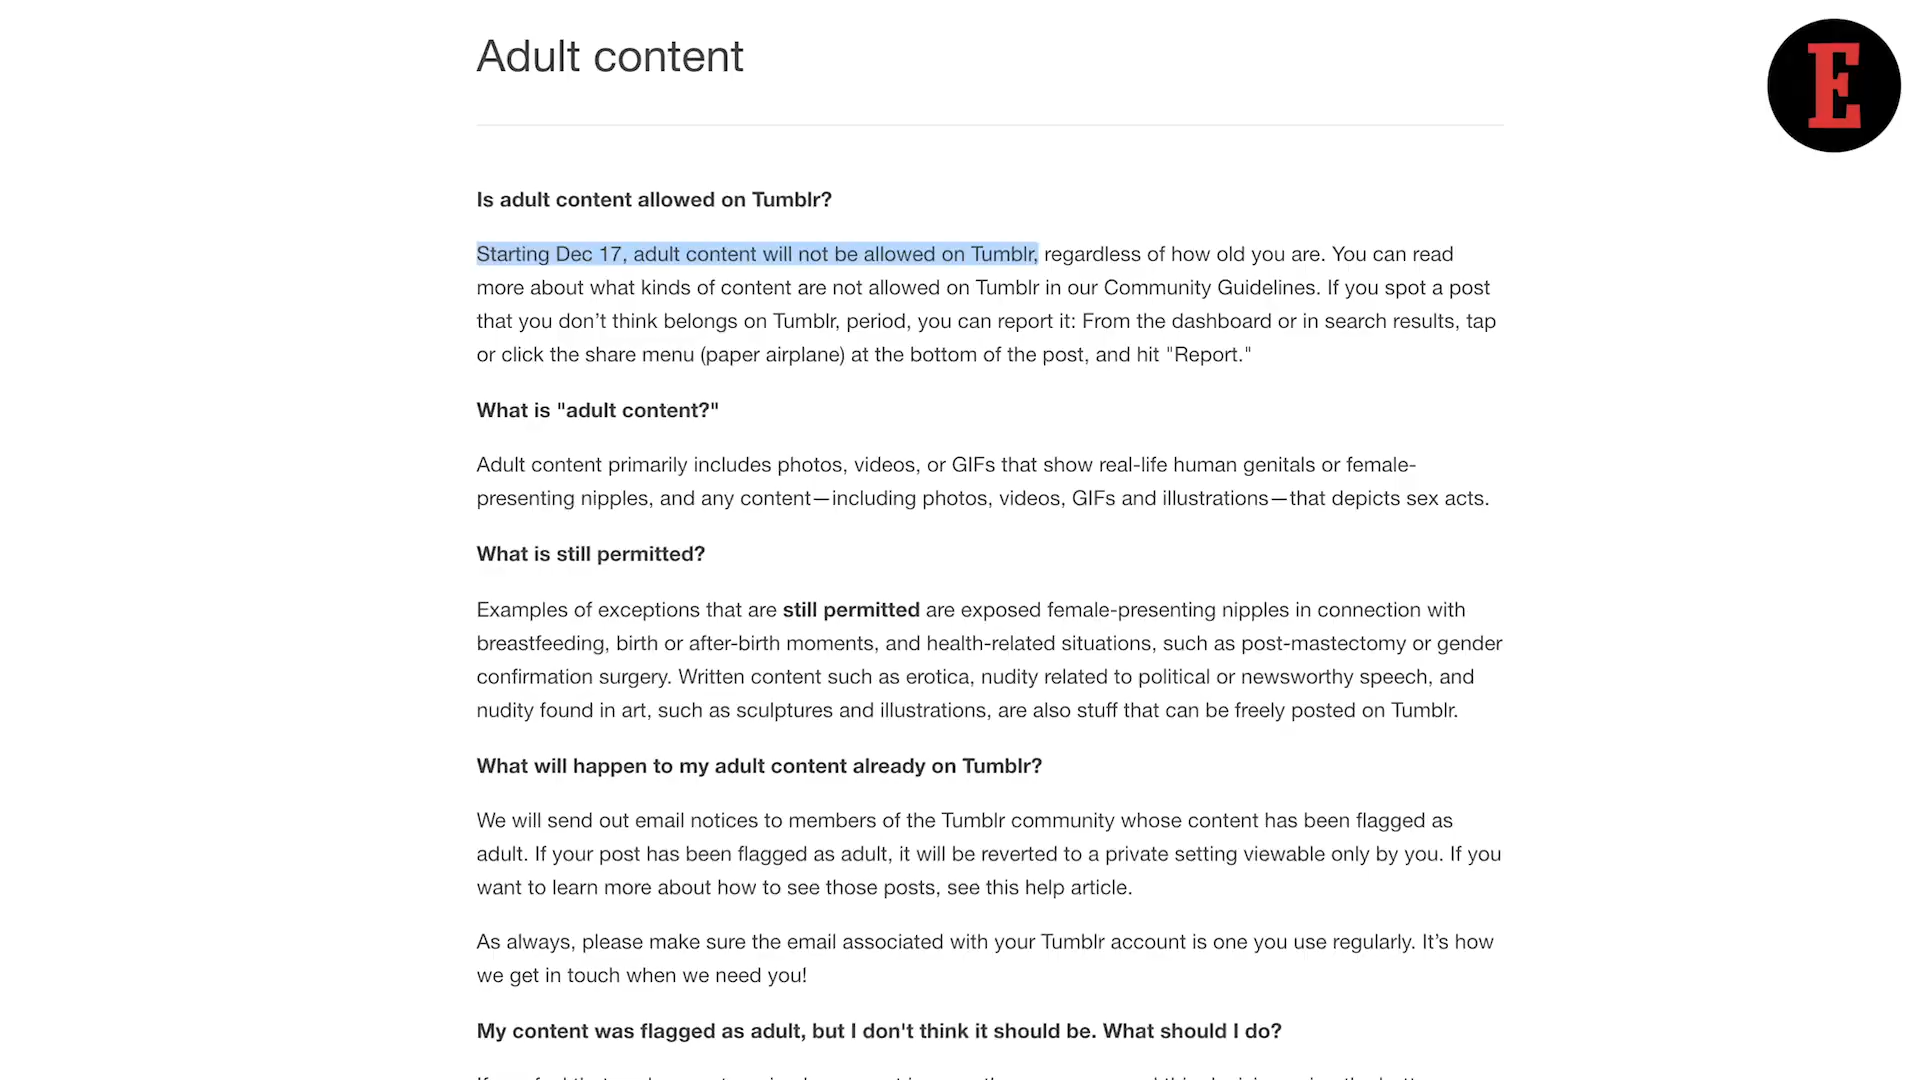 Adult content
E
Is adult content allowed on Tumblr?
Starting Dec 17, adult content will not be allowed on Tumblr, regardless of how old you are. You can read
more about what kinds of content are not allowed on Tumblr in our Community Guidelines. If you spot a post
that you don’t think belongs on Tumblr, period, you can report it: From the dashboard or in search results, tap
or click the share menu (paper airplane) at the bottom of the post, and hit "Report."
What is "adult content?"
Adult content primarily includes photos, videos, or GIFs that show real-life human genitals or female-
presenting nipples, and any content—including photos, videos, GIFs and illustrations—that depicts sex acts.
What is still permitted?
Examples of exceptions that are still permitted are exposed female-presenting nipples in connection with
breastfeeding, birth or after-birth moments, and health-related situations, such as post-mastectomy or gender
confirmation surgery. Written content such as erotica, nudity related to political or newsworthy speech, and
nudity found in art, such as sculptures and illustrations, are also stuff that can be freely posted on Tumblr.
What will happen to my adult content already on Tumblr?
We will send out email notices to members of the Tumblr community whose content has been flagged as
adult. If your post has been flagged as adult, it will be reverted to a private setting viewable only by you. If you
want to learn more about how to see those posts, see this help article.
As always, please make sure the email associated with your Tumblr account is one you use regularly. It’s how
we get in touch when we need you!
My content was flagged as adult, but I don't think it should be. What should I do?